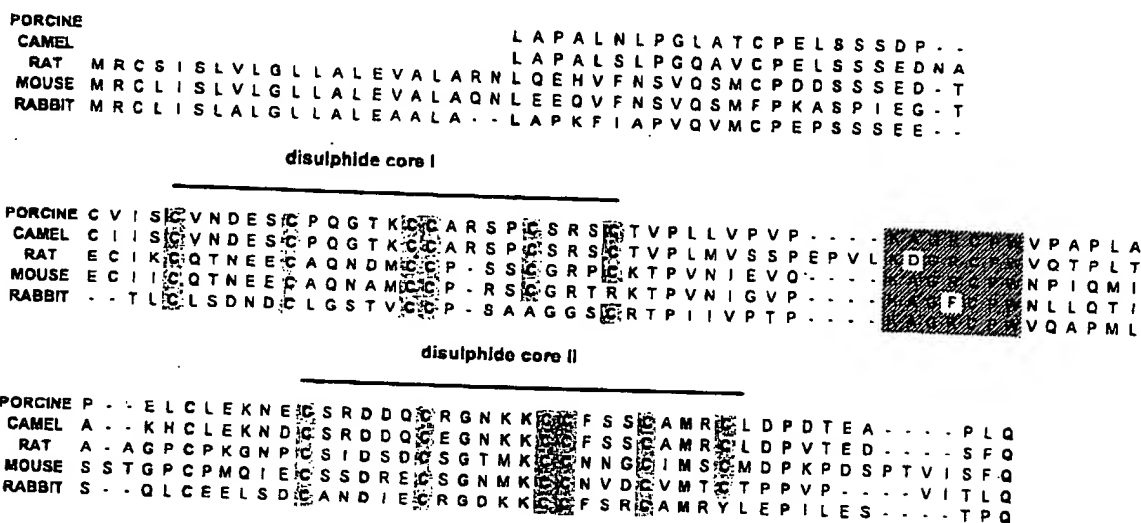 PORCINE L A P A L N L P G L A T C P E L S S S D P - -
CAMEL L A P A L S L P G Q A V C P E L S S S E D N A
RAT M R C S I S L V L G L L A L E V A L A R N L Q E H V F N S V Q S M C P D D S S S E D - T
MOUSE M R C L I S L V L G L L A L E V A L A Q N L E E Q V F N S V Q S M F P K A S P I E G - T
RABBIT M R C L I S L A L G L L A L E A A L A - - L A P K F I A P V Q V M C P E P S S S E E - -
disulphide core I
PORCINE C V I S C V N D E S C P Q G T K C C A R S P C S R S C T V P L L V P V P - - - - K A G R C P W V P A P L A
CAMEL C I I S C V N D E S C P Q G T K C C A R S P C S R S C T V P L M V S S P E P V L K D G R C P W V Q T P L T
RAT E C I K C Q T N E E C A Q N D M C C P - S S C G R P C K T P V N I E V Q - - - - K A G R C P W N P I Q M I
MOUSE E C I I C Q T N E E C A Q N A M C C P - R S C G R T R K T P V N I G V P - - - - K A G F C P W N L L Q T I
RABBIT - - T L C L S D N D C L G S T V C C P - S A A G G S C R T P I I V P T P - - - - K A G R C P W V Q A P M L
disulphide core II
PORCINE P - - E L C L E K N E C S R D D Q C R G N K K C C F S S C A M R C L D P D T E A - - - - P L Q
CAMEL A - - K H C L E K N D C S R D D Q C E G N K K C C F S S C A M R C L D P V T E D - - - - S F Q
RAT A - A G P C P K G N P C S I D S D C S G T M K C C N N G C I M S C M D P K P D S P T V I S F Q
MOUSE S S T G P C P M Q I E C S S D R E C S G N M K C C N V D C V M T C T P P V P - - - - V I T L Q
RABBIT S - - Q L C E E L S D C A N D I E C R G D K K C C F S R C A M R Y L E P I L E S - - - - T P Q